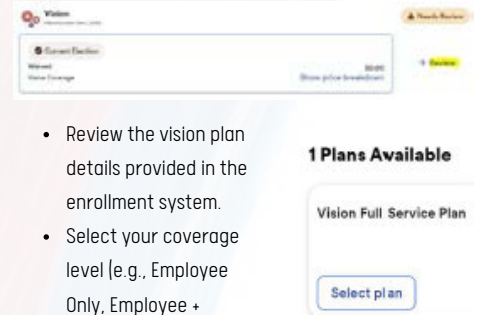 Vision
Needs Review
Current Election
Waived
$0.00
Review
Vision Coverage
Show price breakdown
• Review the vision plan
details provided in the
enrollment system.
• Select your coverage
level (e.g., Employee
Only, Employee +
1 Plans Available
Vision Full Service Plan
Select plan